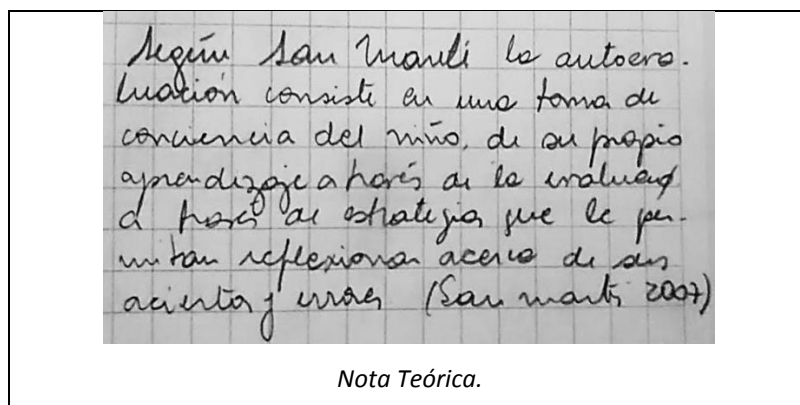 Según San Martí la autoeva-
luación consiste en una toma de
conciencia del niño, de su propio
aprendizaje a través de la evaluaç
a través de estrategias que le per-
mitan reflexionar acerca de sus
aciertos y errores (San martí 2007)
Nota Teórica.